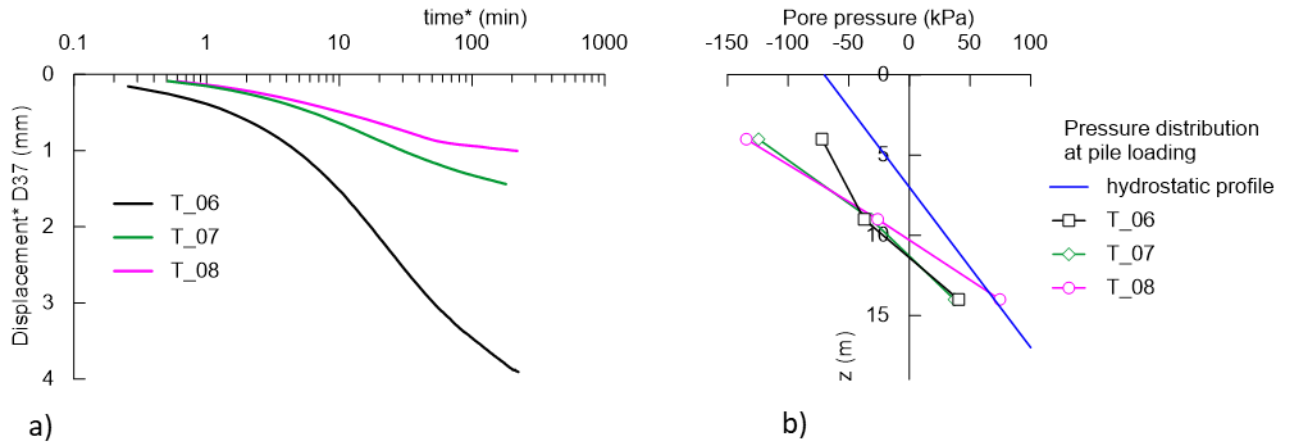 time* (min)
0.1 1 10 100 1000
0
1
2
3
4
Displacement* D37 (mm)
T_06
T_07
T_08
a)
Pore pressure (kPa)
-150 -100 -50 0 50 100
0
5
10
15
z (m)
Pressure distribution
at pile loading
hydrostatic profile
T_06
T_07
T_08
b)